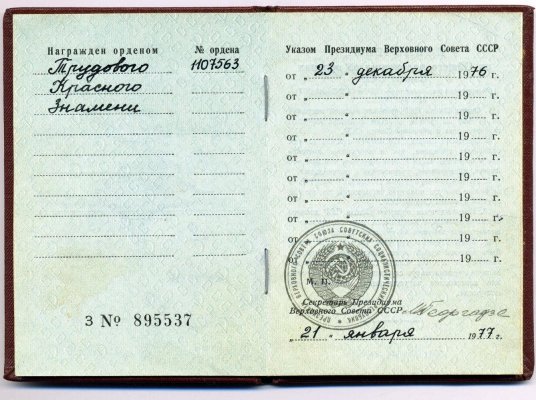 Награжден орденом
№ ордена
Трудового
1107563
Красного
Знамени
З № 895537
Указом Президиума Верховного Совета СССР
от „ 23 “ декабря 1976 г.
от „ “ 19 г.
от „ “ 19 г.
от „ “ 19 г.
от „ “ 19 г.
от „ “ 19 г.
от „ “ 19 г.
от „ “ 19 г.
от „ “ 19 г.
от „ “ 19 г.
М. П.
Секретарь Президиума
Верховного Совета СССР
„ 21 “ января 1977 г.